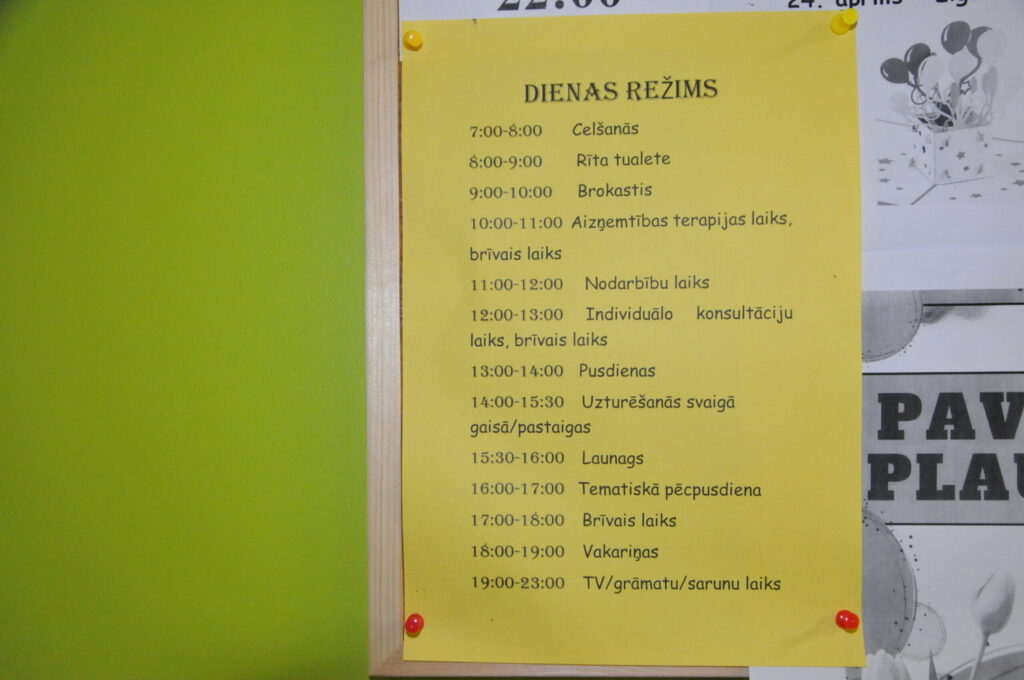 22:00
24. aprīlis -
DIENAS REŽIMS
7:00-8:00 Celšanās
8:00-9:00 Rīta tualete
9:00-10:00 Brokastis
10:00-11:00 Aizņemtības terapijas laiks,
brīvais laiks
11:00-12:00 Nodarbību laiks
12:00-13:00 Individuālo konsultāciju
laiks, brīvais laiks
13:00-14:00 Pusdienas
14:00-15:30 Uzturēšanās svaigā
gaisā/pastaigas
15:30-16:00 Launags
16:00-17:00 Tematiskā pēcpusdiena
17:00-18:00 Brīvais laiks
18:00-19:00 Vakariņas
19:00-23:00 TV/grāmatu/sarunu laiks
PAV
PLAU